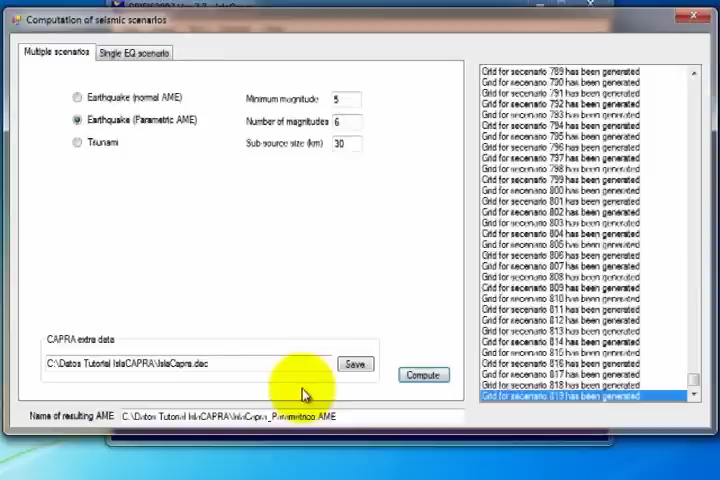 Computation of seismic scenarios
Multiple scenarios
Single EQ scenario
Earthquake (normal AME)
Earthquake (Parametric AME)
Tsunami
Minimum magnitude 5
Number of magnitudes 6
Sub-source size (km) 30
CAPRA extra data
C:\Datos Tutorial IslaCAPRA\IslaCapra.dec
Save
Compute
Name of resulting AME C:\Datos Tutorial IslaCAPRA\IslaCapra_Parametrico.AME
Grid for secenario 789 has been generated
Grid for secenario 790 has been generated
Grid for secenario 791 has been generated
Grid for secenario 792 has been generated
Grid for secenario 793 has been generated
Grid for secenario 794 has been generated
Grid for secenario 795 has been generated
Grid for secenario 796 has been generated
Grid for secenario 797 has been generated
Grid for secenario 798 has been generated
Grid for secenario 799 has been generated
Grid for secenario 800 has been generated
Grid for secenario 801 has been generated
Grid for secenario 802 has been generated
Grid for secenario 803 has been generated
Grid for secenario 804 has been generated
Grid for secenario 805 has been generated
Grid for secenario 806 has been generated
Grid for secenario 807 has been generated
Grid for secenario 808 has been generated
Grid for secenario 809 has been generated
Grid for secenario 810 has been generated
Grid for secenario 811 has been generated
Grid for secenario 812 has been generated
Grid for secenario 813 has been generated
Grid for secenario 814 has been generated
Grid for secenario 815 has been generated
Grid for secenario 816 has been generated
Grid for secenario 817 has been generated
Grid for secenario 818 has been generated
Grid for secenario 819 has been generated